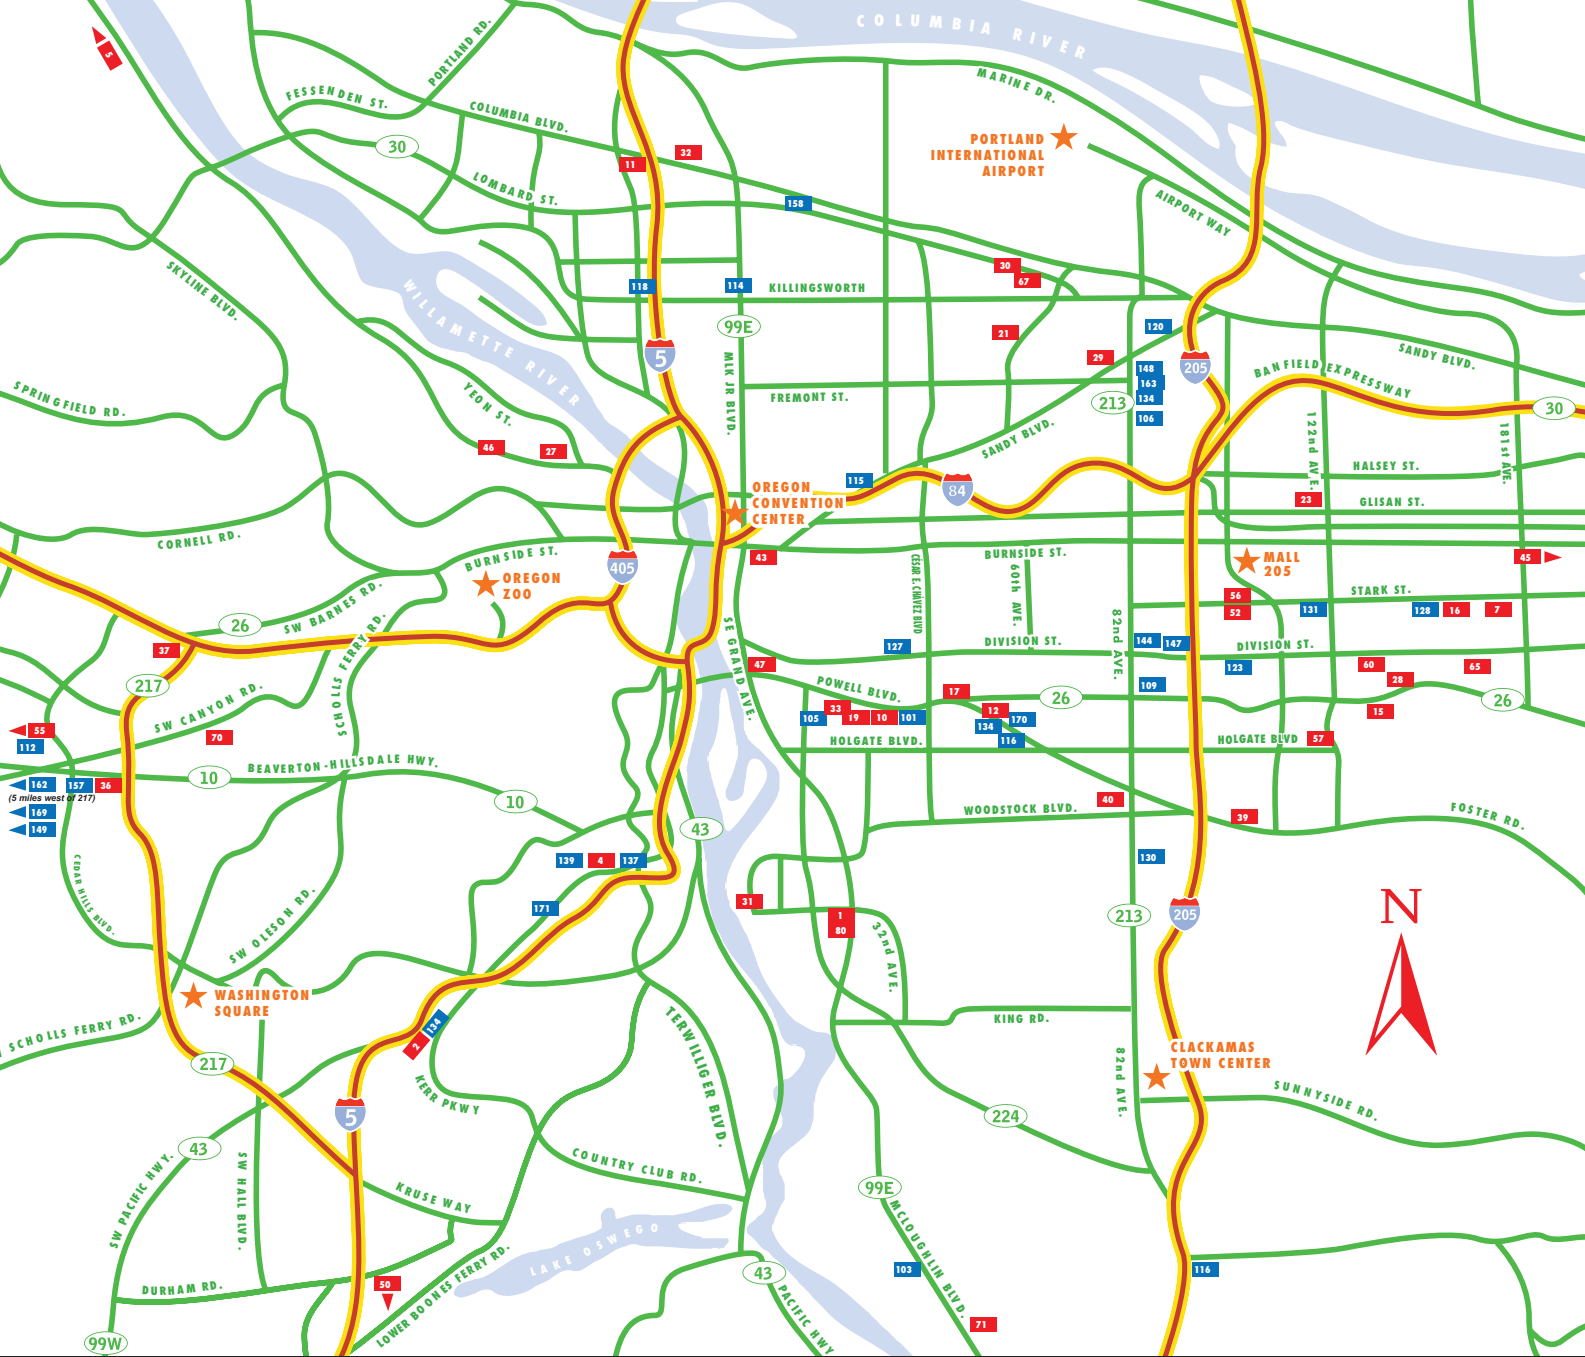 COLUMBIA RIVER
5
PORTLAND RD.
MARINE DR.
FESSENDEN ST.
COLUMBIA BLVD.
30
PORTLAND
INTERNATIONAL
AIRPORT
32
11
LOMBARD ST.
158
AIRPORT WAY
SKYLINE BLVD.
WILLAMETTE RIVER
30
67
118
114
KILLINGSWORTH
99E
120
21
5
29
205
SANDY BLVD.
BANFIELD EXPRESSWAY
148
163
134
106
213
MLK JR BLVD.
FREMONT ST.
30
SPRINGFIELD RD.
YEON ST.
SANDY BLVD.
122nd AVE.
181st AVE.
46
27
HALSEY ST.
115
84
OREGON
CONVENTION
CENTER
23
GLISAN ST.
CORNELL RD.
BURNSIDE ST.
43
BURNSIDE ST.
405
OREGON
ZOO
CÉSAR E. CHÁVEZ BLVD
60th AVE.
MALL
205
45
STARK ST.
SW BARNES RD.
26
56
52
131
128
16
7
82nd AVE.
SE GRAND AVE.
127
DIVISION ST.
144
147
DIVISION ST.
37
SCHOLLS FERRY RD.
47
123
60
28
65
217
SW CANYON RD.
POWELL BLVD.
17
26
109
26
55
112
70
105
33
19
10
101
12
134
170
116
15
HOLGATE BLVD.
HOLGATE BLVD
57
10
BEAVERTON-HILLSDALE HWY.
162
157
36
(5 miles west of 217)
169
149
10
WOODSTOCK BLVD.
40
39
FOSTER RD.
43
CEDAR HILLS BLVD.
139
4
137
130
171
31
1
80
213
205
N
SW OLESON RD.
32nd AVE.
WASHINGTON
SQUARE
SCHOLLS FERRY RD.
134
2
TERWILLIGER BLVD.
KING RD.
217
CLACKAMAS
TOWN CENTER
82nd AVE.
KERR PKWY
5
224
SUNNYSIDE RD.
43
SW PACIFIC HWY.
SW HALL BLVD.
COUNTRY CLUB RD.
KRUSE WAY
99E
LAKE OSWEGO
MCLOUGHLIN BLVD.
DURHAM RD.
50
LOWER BOONES FERRY RD.
43
PACIFIC HWY
103
116
71
99W